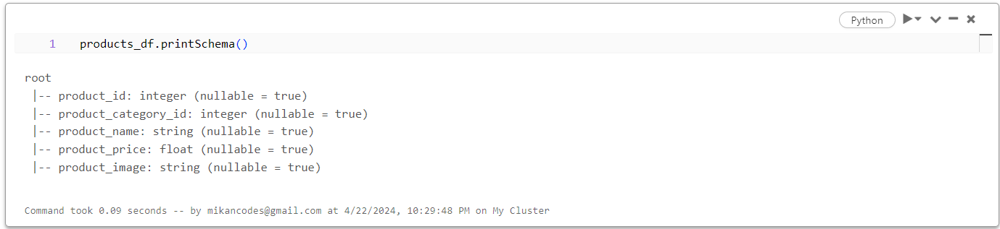 Python
1 products_df.printSchema()
root
|-- product_id: integer (nullable = true)
|-- product_category_id: integer (nullable = true)
|-- product_name: string (nullable = true)
|-- product_price: float (nullable = true)
|-- product_image: string (nullable = true)
Command took 0.09 seconds -- by mikancodes@gmail.com at 4/22/2024, 10:29:48 PM on My Cluster